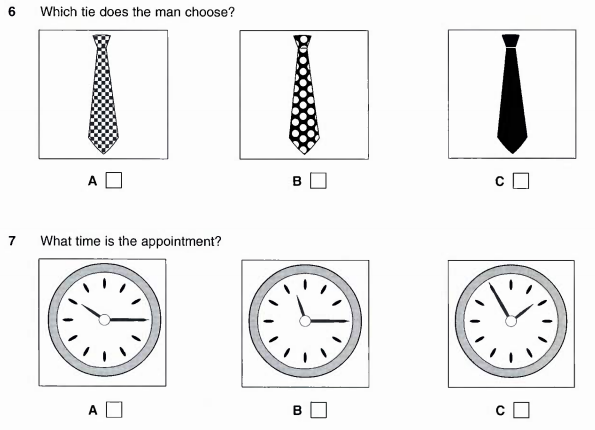 6 Which tie does the man choose?
A B C
7 What time is the appointment?
A B C